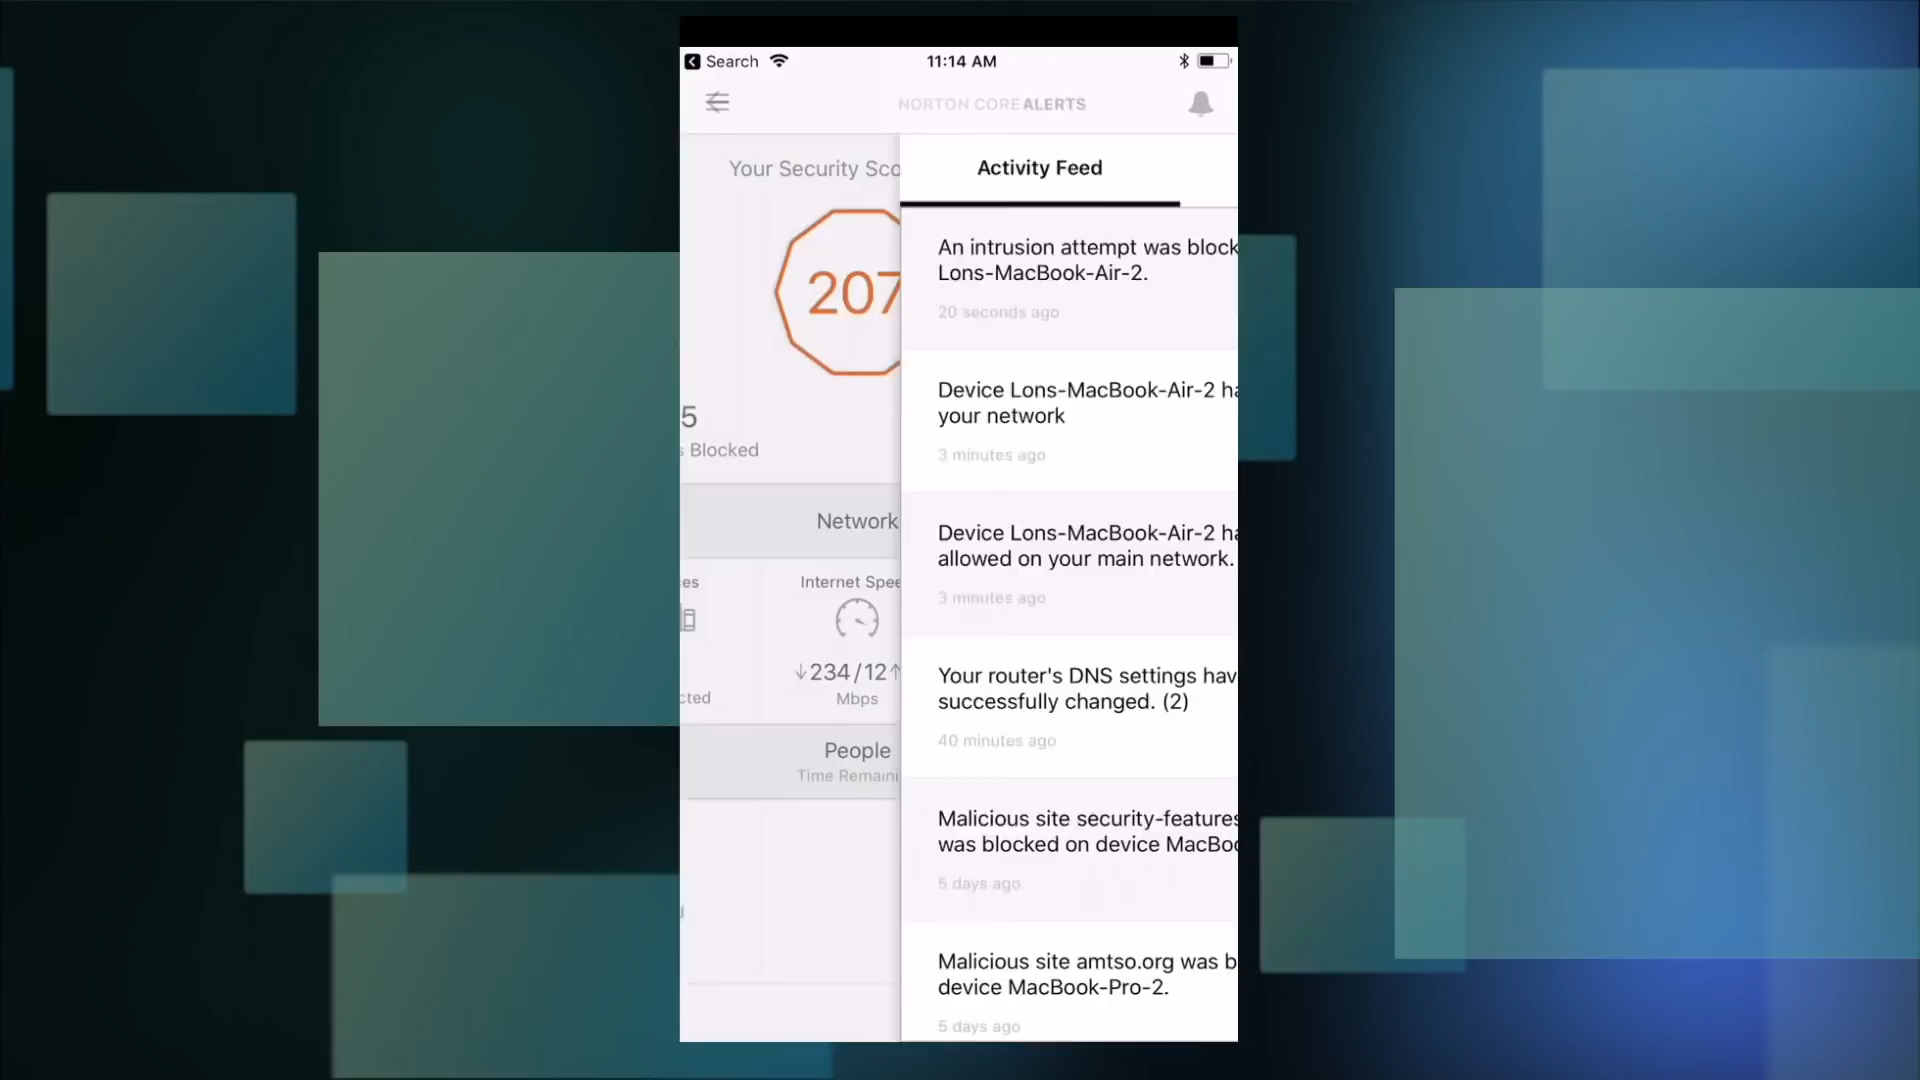 Search
11:14 AM
NORTON CORE ALERTS
Your Security Sco
207
5
s Blocked
Network
ces
Internet Spee
↓234/12↑
cted
Mbps
People
Time Remaini
Activity Feed
An intrusion attempt was block
Lons-MacBook-Air-2.
20 seconds ago
Device Lons-MacBook-Air-2 ha
your network
3 minutes ago
Device Lons-MacBook-Air-2 ha
allowed on your main network.
3 minutes ago
Your router's DNS settings hav
successfully changed. (2)
40 minutes ago
Malicious site security-features
was blocked on device MacBoo
5 days ago
Malicious site amtso.org was b
device MacBook-Pro-2.
5 days ago